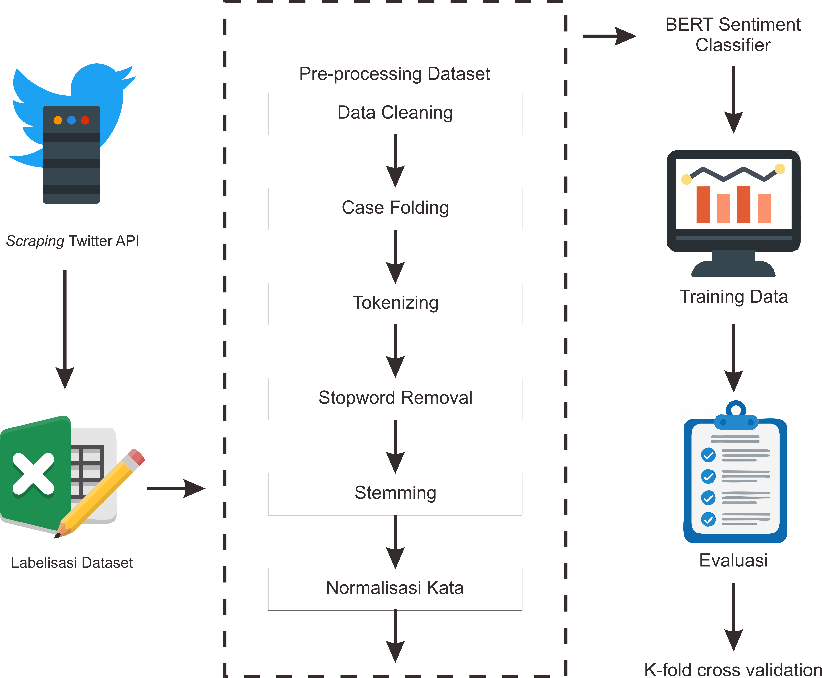 Scraping Twitter API
Labelisasi Dataset
Pre-processing Dataset
Data Cleaning
Case Folding
Tokenizing
Stopword Removal
Stemming
Normalisasi Kata
BERT Sentiment
Classifier
Training Data
Evaluasi
K-fold cross validation